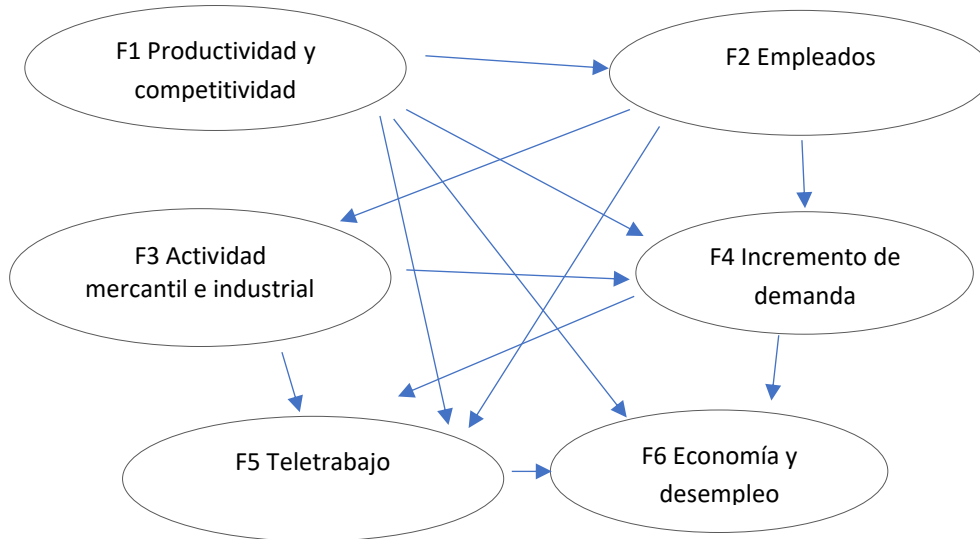 F1 Productividad y
competitividad
F2 Empleados
F3 Actividad
mercantil e industrial
F4 Incremento de
demanda
F5 Teletrabajo
F6 Economía y
desempleo